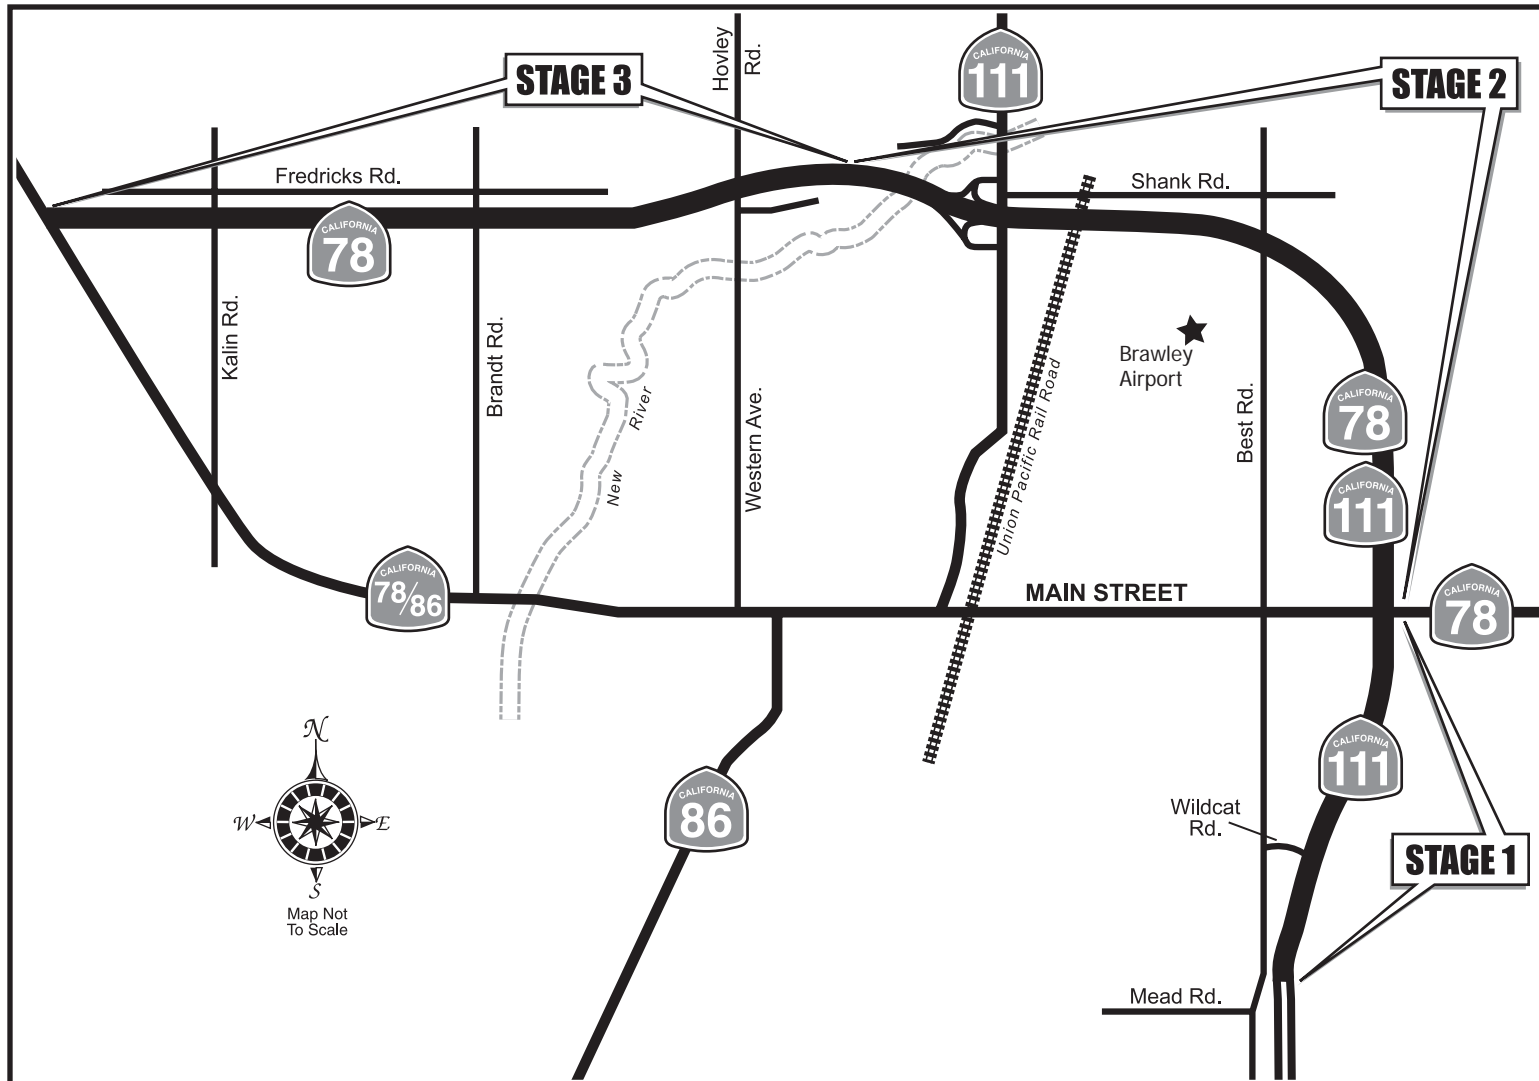 Hovley
Rd.
CALIFORNIA
111
STAGE 3
STAGE 2
Fredricks Rd.
Shank Rd.
CALIFORNIA
78
Kalin Rd.
Brandt Rd.
New River
Western Ave.
Union Pacific Rail Road
Brawley
Airport
Best Rd.
CALIFORNIA
78
CALIFORNIA
111
CALIFORNIA
78/86
MAIN STREET
CALIFORNIA
78
N
W
E
S
Map Not
To Scale
CALIFORNIA
86
CALIFORNIA
111
Wildcat
Rd.
STAGE 1
Mead Rd.